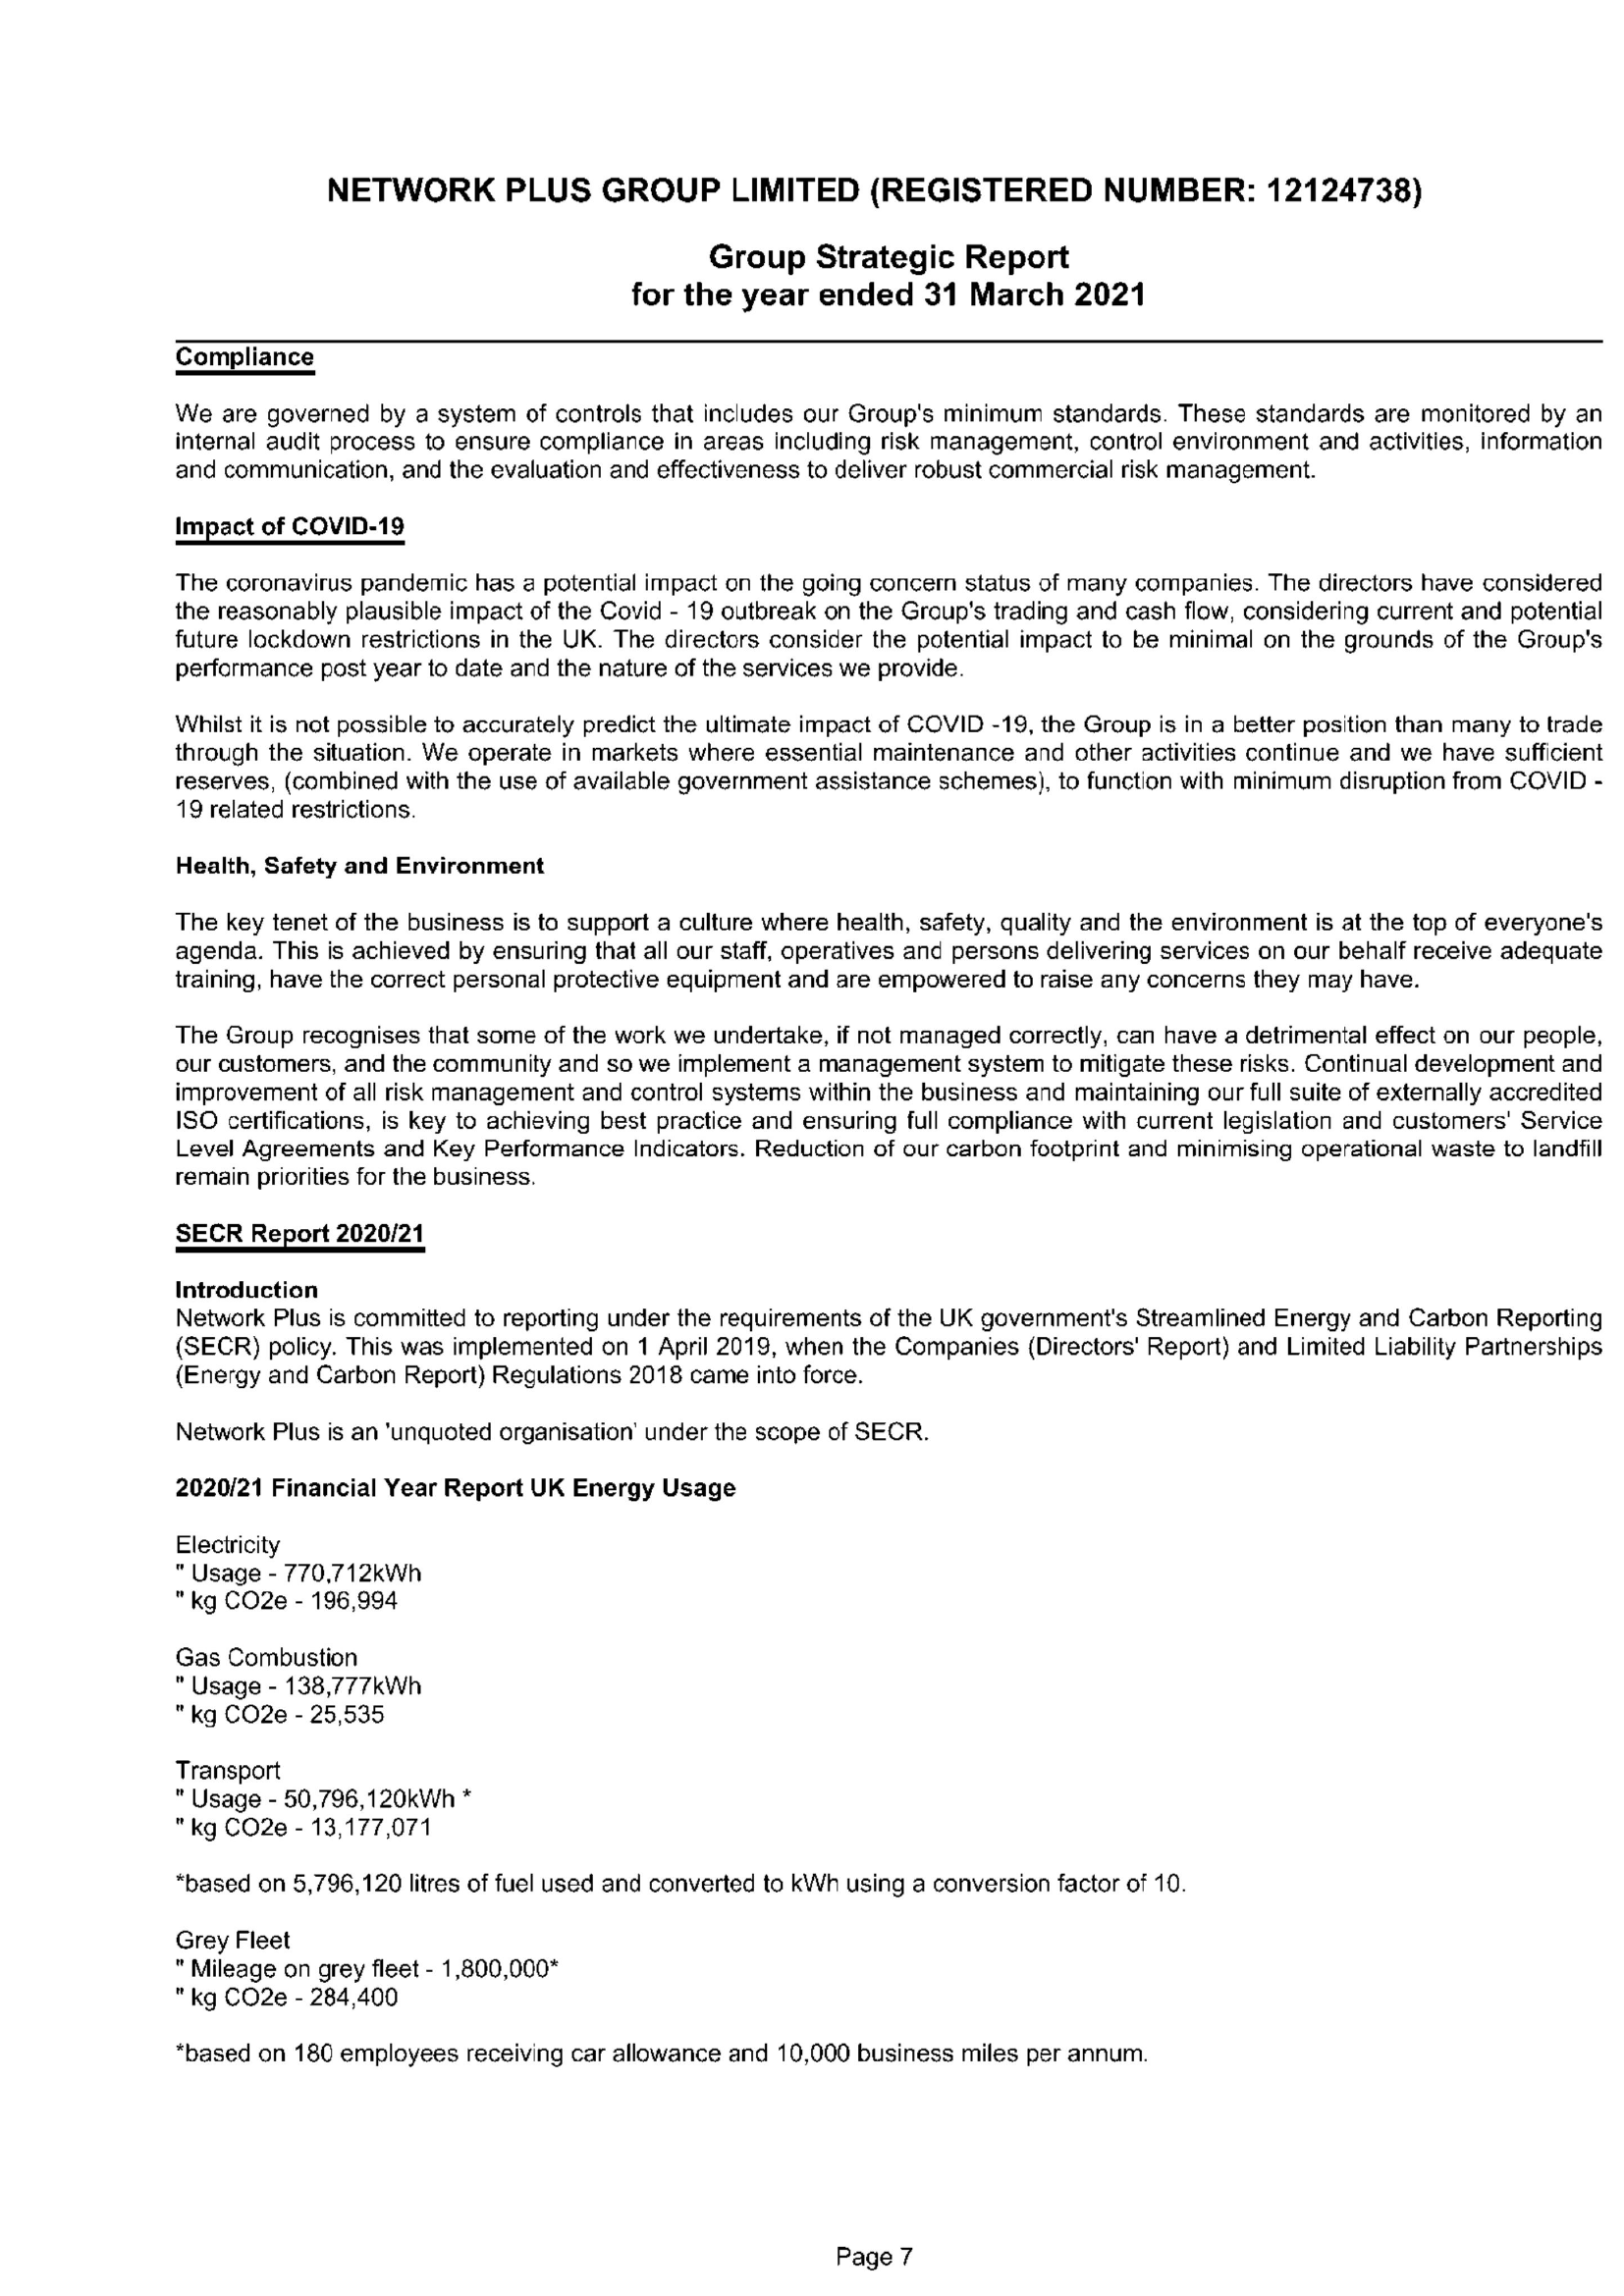 NETWORK PLUS GROUP LIMITED (REGISTERED NUMBER: 12124738)
Group Strategic Report
for the year ended 31 March 2021
Compliance
We are governed by a system of controls that includes our Group's minimum standards. These standards are monitored by an
internal audit process to ensure compliance in areas including risk management, control environment and activities, information
and communication, and the evaluation and effectiveness to deliver robust commercial risk management.
Impact of COVID-19
The coronavirus pandemic has a potential impact on the going concern status of many companies. The directors have considered
the reasonably plausible impact of the Covid - 19 outbreak on the Group's trading and cash flow, considering current and potential
future lockdown restrictions in the UK. The directors consider the potential impact to be minimal on the grounds of the Group's
performance post year to date and the nature of the services we provide.
Whilst it is not possible to accurately predict the ultimate impact of COVID -19, the Group is in a better position than many to trade
through the situation. We operate in markets where essential maintenance and other activities continue and we have sufficient
reserves, (combined with the use of available government assistance schemes), to function with minimum disruption from COVID -
19 related restrictions.
Health, Safety and Environment
The key tenet of the business is to support a culture where health, safety, quality and the environment is at the top of everyone's
agenda. This is achieved by ensuring that all our staff, operatives and persons delivering services on our behalf receive adequate
training, have the correct personal protective equipment and are empowered to raise any concerns they may have.
The Group recognises that some of the work we undertake, if not managed correctly, can have a detrimental effect on our people,
our customers, and the community and so we implement a management system to mitigate these risks. Continual development and
improvement of all risk management and control systems within the business and maintaining our full suite of externally accredited
ISO certifications, is key to achieving best practice and ensuring full compliance with current legislation and customers' Service
Level Agreements and Key Performance Indicators. Reduction of our carbon footprint and minimising operational waste to landfill
remain priorities for the business.
SECR Report 2020/21
Introduction
Network Plus is committed to reporting under the requirements of the UK government's Streamlined Energy and Carbon Reporting
(SECR) policy. This was implemented on 1 April 2019, when the Companies (Directors' Report) and Limited Liability Partnerships
(Energy and Carbon Report) Regulations 2018 came into force.
Network Plus is an 'unquoted organisation' under the scope of SECR.
2020/21 Financial Year Report UK Energy Usage
Electricity
" Usage - 770,712kWh
" kg CO2e - 196,994
Gas Combustion
" Usage - 138,777kWh
" kg CO2e - 25,535
Transport
" Usage - 50,796,120kWh *
" kg CO2e - 13,177,071
*based on 5,796,120 litres of fuel used and converted to kWh using a conversion factor of 10.
Grey Fleet
" Mileage on grey fleet - 1,800,000*
" kg CO2e - 284,400
*based on 180 employees receiving car allowance and 10,000 business miles per annum.
Page 7